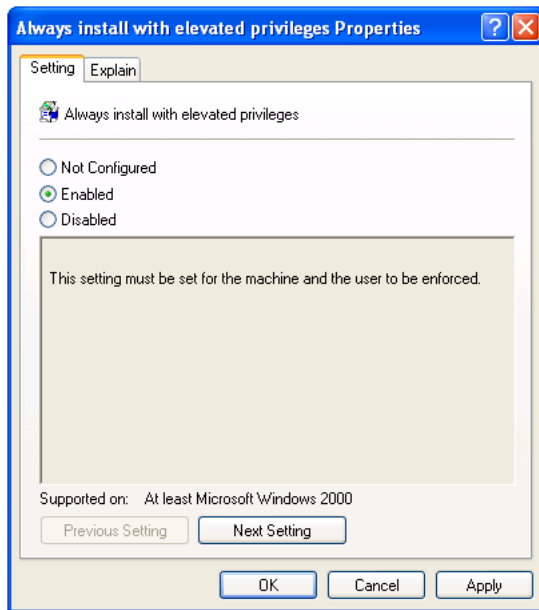 Always install with elevated privileges Properties
Setting Explain
Always install with elevated privileges
Not Configured
Enabled
Disabled
This setting must be set for the machine and the user to be enforced.
Supported on: At least Microsoft Windows 2000
Previous Setting Next Setting
OK Cancel Apply